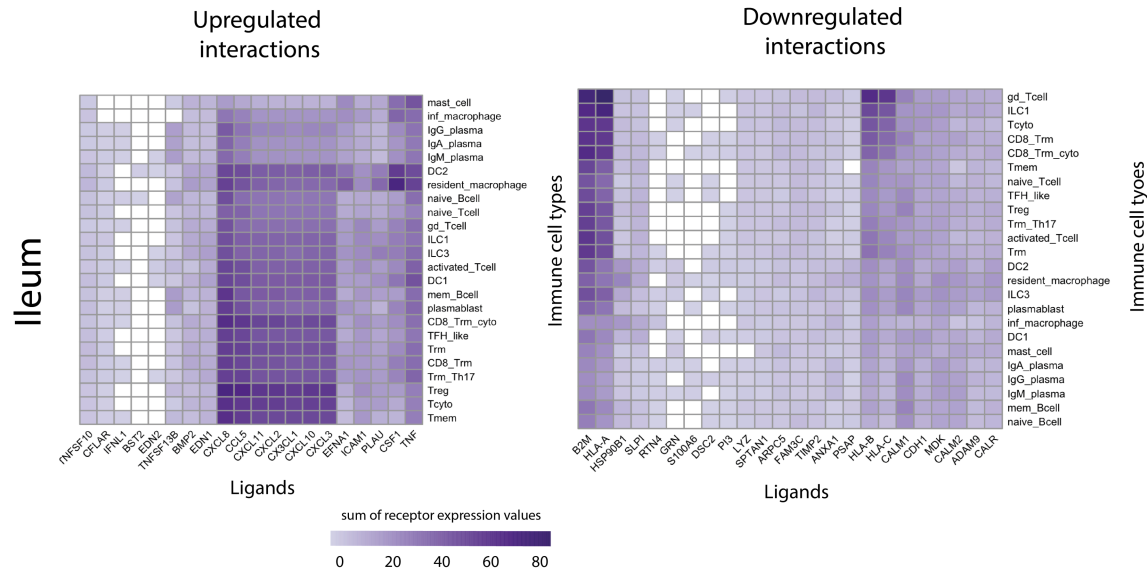 Upregulated
interactions
Downregulated
interactions
Ileum
mast_cell
inf_macrophage
IgG_plasma
IgA_plasma
IgM_plasma
DC2
resident_macrophage
naive_Bcell
naive_Tcell
gd_Tcell
ILC1
ILC3
activated_Tcell
DC1
mem_Bcell
plasmablast
CD8_Trm_cyto
TFH_like
Trm
CD8_Trm
Trm_Th17
Treg
Tcyto
Tmem
TNFSF10
CFLAR
IFNL1
BST2
EDN2
TNFSF13B
BMP2
EDN1
CXCL8
CCL5
CXCL11
CXCL2
CX3CL1
CXCL10
CXCL3
EFNA1
ICAM1
PLAU
CSF1
TNF
Ligands
Immune cell types
gd_Tcell
ILC1
Tcyto
CD8_Trm
CD8_Trm_cyto
Tmem
naive_Tcell
TFH_like
Treg
Trm_Th17
activated_Tcell
Trm
DC2
resident_macrophage
ILC3
plasmablast
inf_macrophage
DC1
mast_cell
IgA_plasma
IgG_plasma
IgM_plasma
mem_Bcell
naive_Bcell
B2M
HLA-A
HSP90B1
SLPI
RTN4
GRN
S100A6
DSC2
PI3
LYZ
SPTAN1
ARPC5
FAM3C
TIMP2
ANXA1
PSAP
HLA-B
HLA-C
CALM1
CDH1
MDK
CALM2
ADAM9
CALR
Ligands
Immune cell tyoes
sum of receptor expression values
0 20 40 60 80